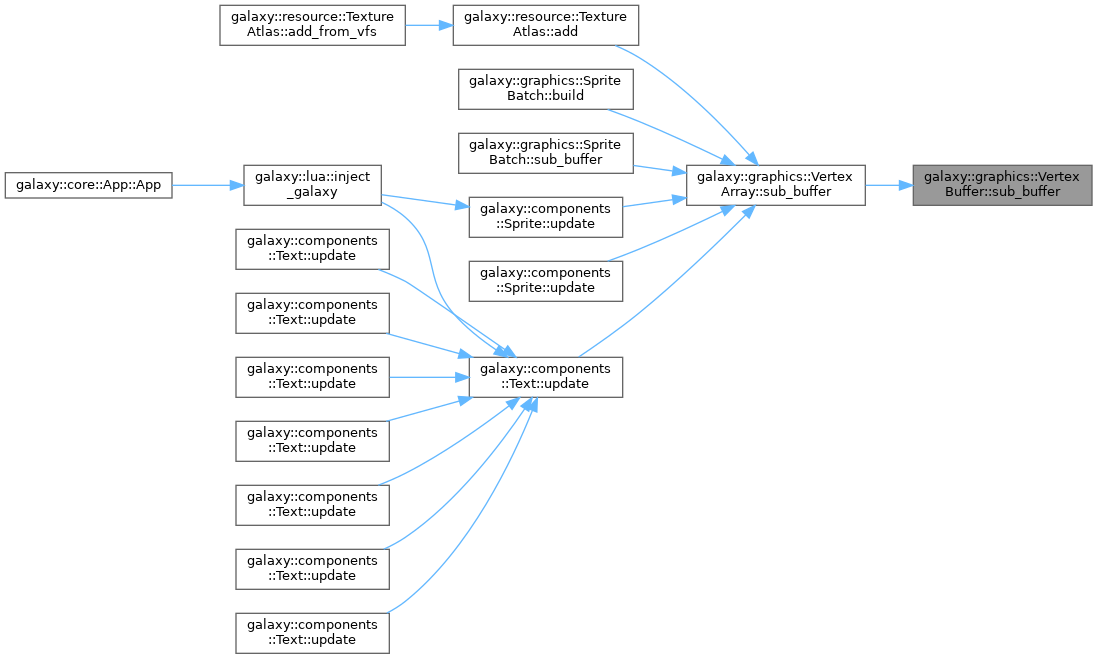 galaxy::resource::Texture
Atlas::add_from_vfs
galaxy::resource::Texture
Atlas::add
galaxy::graphics::Sprite
Batch::build
galaxy::graphics::Sprite
Batch::sub_buffer
galaxy::core::App::App
galaxy::lua::inject
_galaxy
galaxy::graphics::Vertex
Array::sub_buffer
galaxy::graphics::Vertex
Buffer::sub_buffer
galaxy::components
::Sprite::update
galaxy::components
::Text::update
galaxy::components
::Sprite::update
galaxy::components
::Text::update
galaxy::components
::Text::update
galaxy::components
::Text::update
galaxy::components
::Text::update
galaxy::components
::Text::update
galaxy::components
::Text::update
galaxy::components
::Text::update